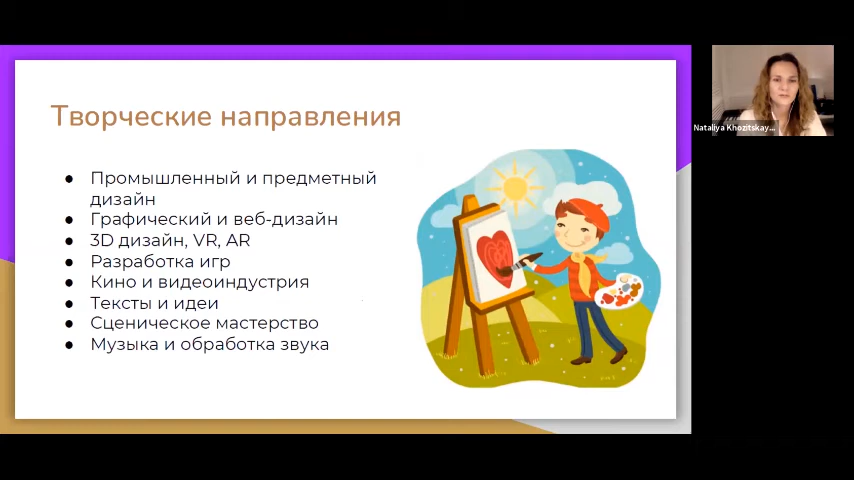 Творческие направления
● Промышленный и предметный
дизайн
● Графический и веб-дизайн
● 3D дизайн, VR, AR
● Разработка игр
● Кино и видеоиндустрия
● Тексты и идеи
● Сценическое мастерство
● Музыка и обработка звука
Nataliya Khozitskay...